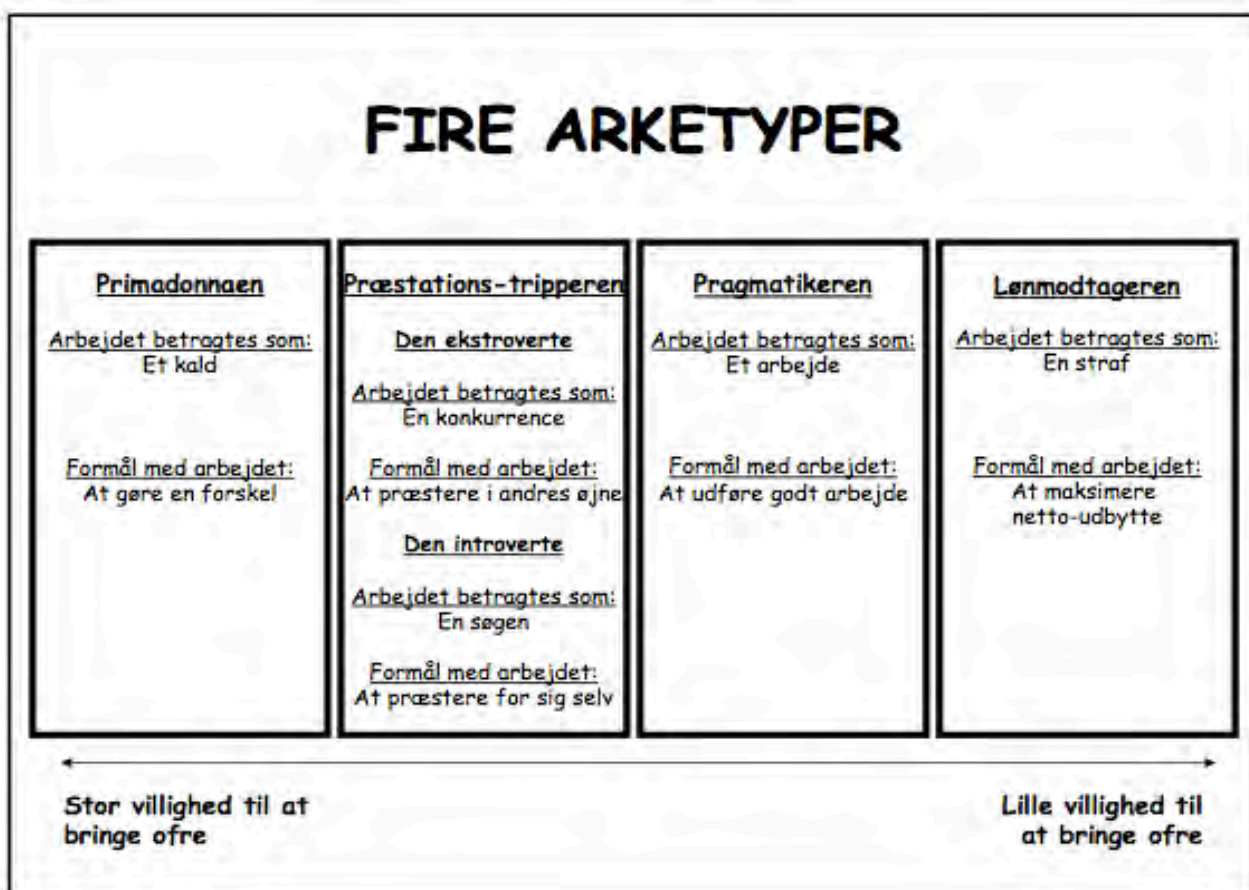 FIRE ARKETYPER
Primadonnaen
Arbejdet betragtes som:
Et kald
Formål med arbejdet:
At gøre en forskel
Præstations-tripperen
Den ekstroverte
Arbejdet betragtes som:
En konkurrence
Formål med arbejdet:
At præstere i andres øjne
Den introverte
Arbejdet betragtes som:
En søgen
Formål med arbejdet:
At præstere for sig selv
Pragmatikeren
Arbejdet betragtes som:
Et arbejde
Formål med arbejdet:
At udføre godt arbejde
Lønmodtageren
Arbejdet betragtes som:
En straf
Formål med arbejdet:
At maksimere
netto-udbytte
Stor villighed til at
bringe ofre
Lille villighed til
at bringe ofre